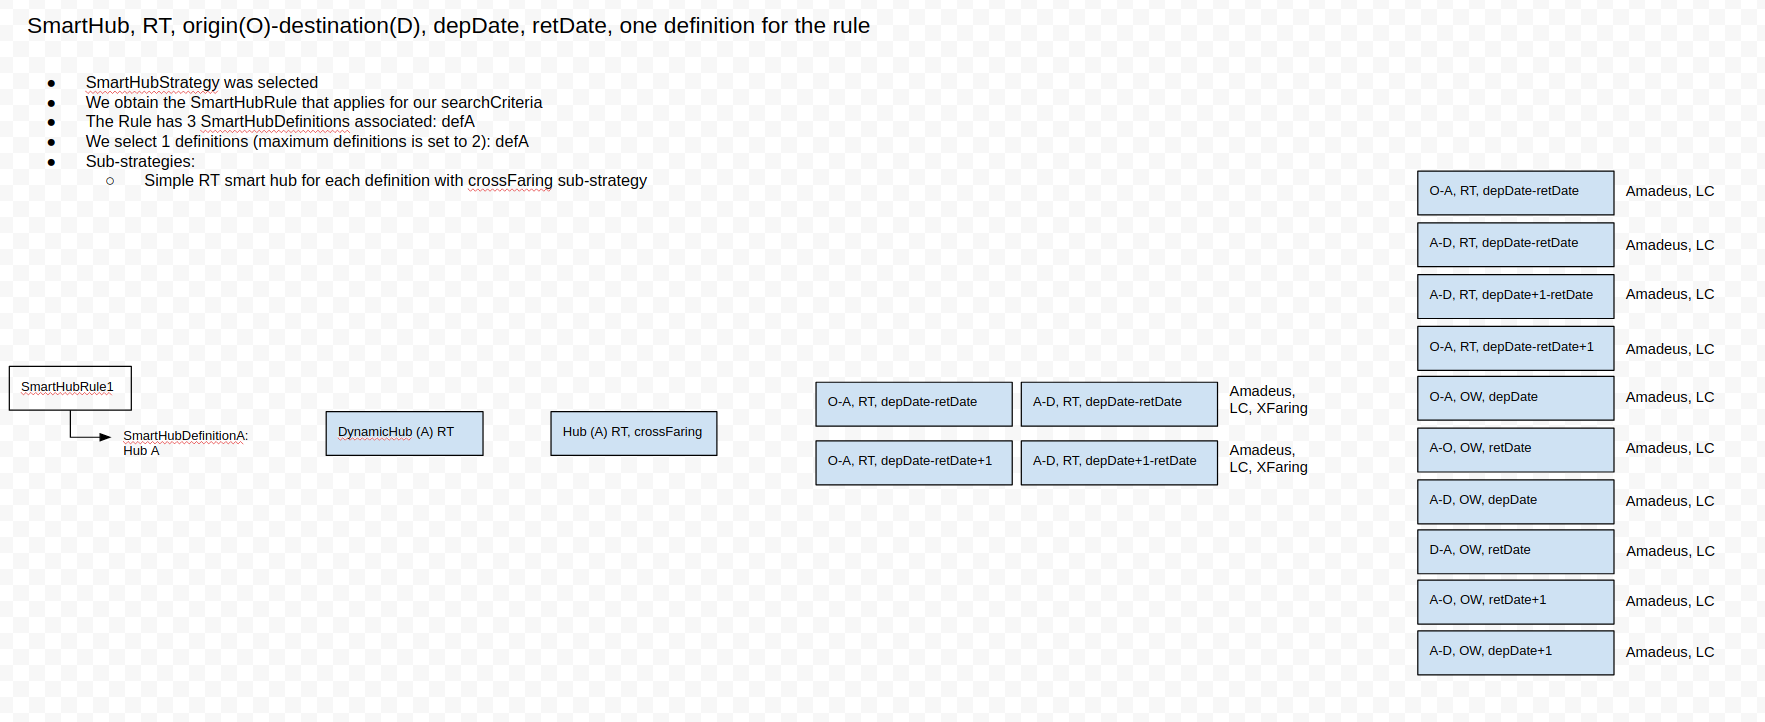 SmartHub, RT, origin(O)-destination(D), depDate, retDate, one definition for the rule
● SmartHubStrategy was selected
● We obtain the SmartHubRule that applies for our searchCriteria
● The Rule has 3 SmartHubDefinitions associated: defA
● We select 1 definitions (maximum definitions is set to 2): defA
● Sub-strategies:
○ Simple RT smart hub for each definition with crossFaring sub-strategy
SmartHubRule1
SmartHubDefinitionA:
Hub A
DynamicHub (A) RT
Hub (A) RT, crossFaring
O-A, RT, depDate-retDate
A-D, RT, depDate-retDate
Amadeus,
LC, XFaring
O-A, RT, depDate-retDate+1
A-D, RT, depDate+1-retDate
Amadeus,
LC, XFaring
O-A, RT, depDate-retDate
Amadeus, LC
A-D, RT, depDate-retDate
Amadeus, LC
A-D, RT, depDate+1-retDate
Amadeus, LC
O-A, RT, depDate-retDate+1
Amadeus, LC
O-A, OW, depDate
Amadeus, LC
A-O, OW, retDate
Amadeus, LC
A-D, OW, depDate
Amadeus, LC
D-A, OW, retDate
Amadeus, LC
A-O, OW, retDate+1
Amadeus, LC
A-D, OW, depDate+1
Amadeus, LC